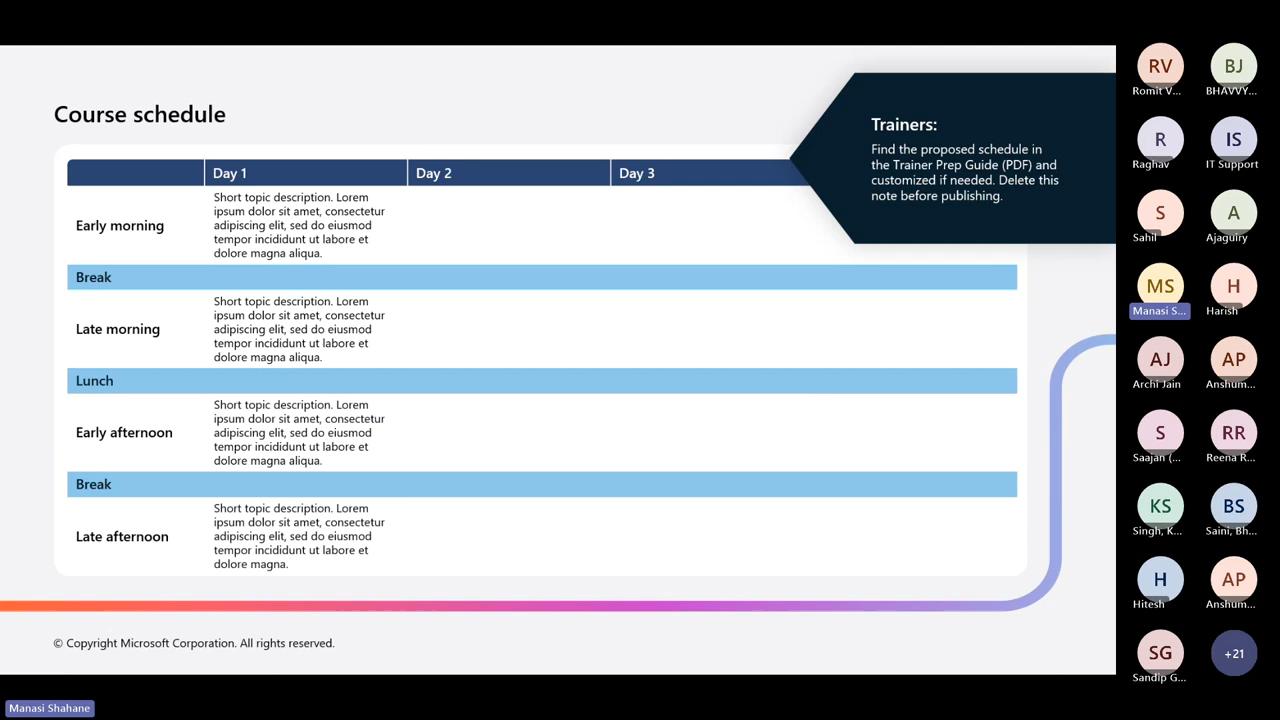 Course schedule
Trainers:
Find the proposed schedule in
the Trainer Prep Guide (PDF) and
customized if needed. Delete this
note before publishing.
Day 1
Day 2
Day 3
Early morning
Short topic description. Lorem
ipsum dolor sit amet, consectetur
adipiscing elit, sed do eiusmod
tempor incididunt ut labore et
dolore magna aliqua.
Break
Late morning
Short topic description. Lorem
ipsum dolor sit amet, consectetur
adipiscing elit, sed do eiusmod
tempor incididunt ut labore et
dolore magna aliqua.
Lunch
Early afternoon
Short topic description. Lorem
ipsum dolor sit amet, consectetur
adipiscing elit, sed do eiusmod
tempor incididunt ut labore et
dolore magna aliqua.
Break
Late afternoon
Short topic description. Lorem
ipsum dolor sit amet, consectetur
adipiscing elit, sed do eiusmod
tempor incididunt ut labore et
dolore magna.
© Copyright Microsoft Corporation. All rights reserved.
Manasi Shahane
RV
Romit V...
BJ
BHAVVY...
R
Raghav
IS
IT Support
S
Sahil
A
Ajaguiry
MS
Manasi S...
H
Harish
AJ
Archi Jain
AP
Anshum...
S
Saajan (...
RR
Reena R...
KS
Singh, K...
BS
Saini, Bh...
H
Hitesh
AP
Anshum...
SG
Sandip G...
+21